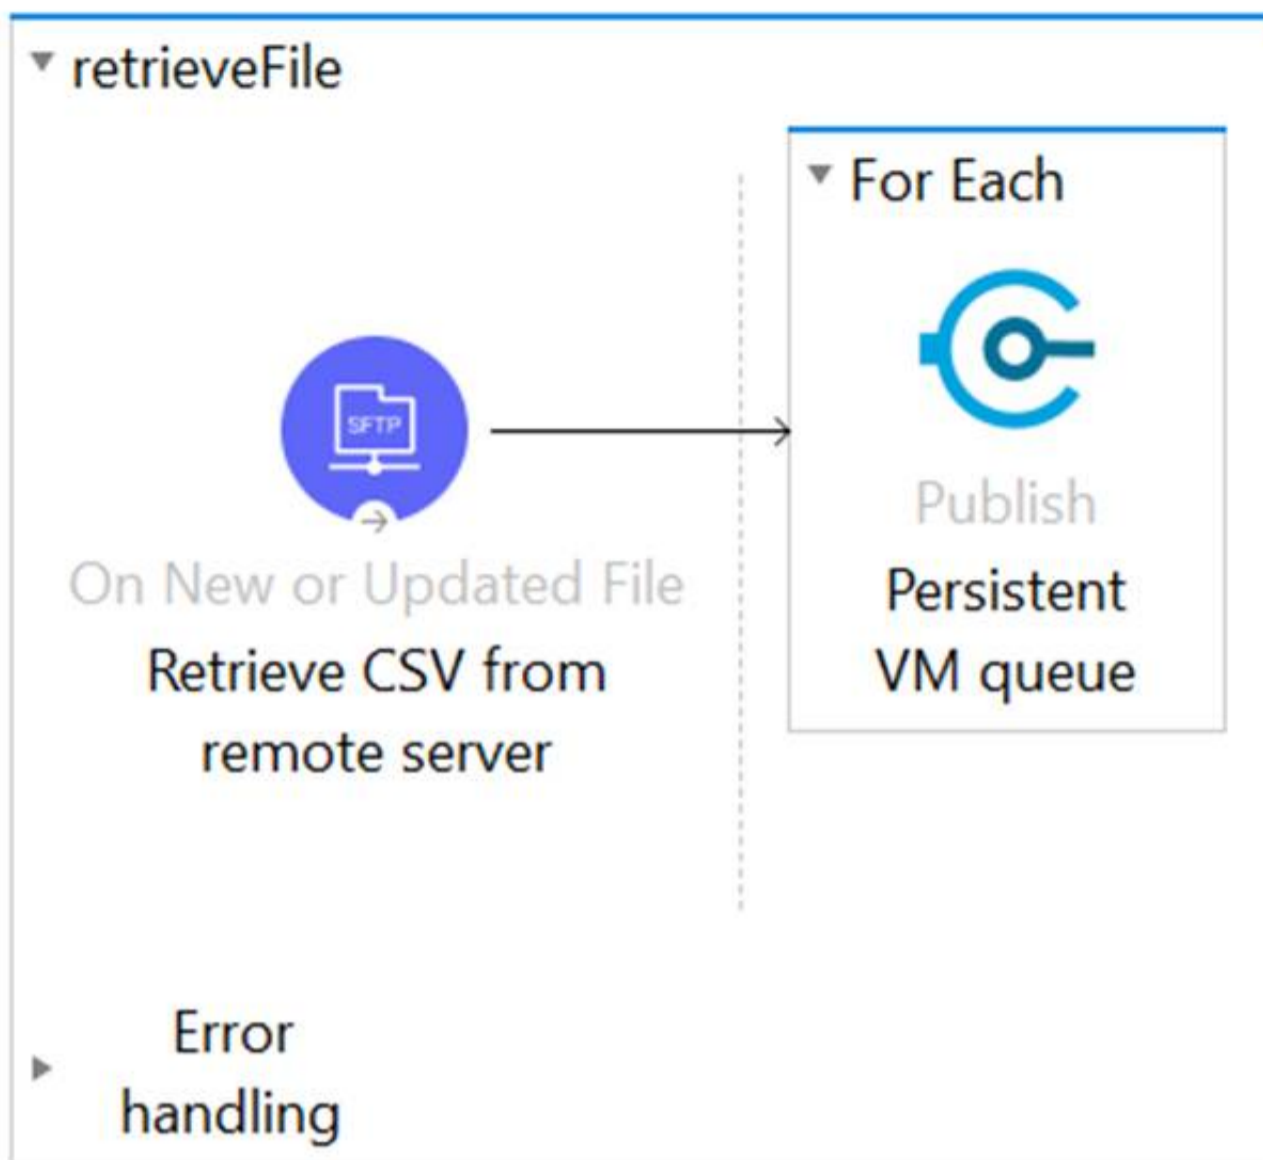 retrieveFile
For Each
SFTP
On New or Updated File
Retrieve CSV from
remote server
Publish
Persistent
VM queue
Error
handling